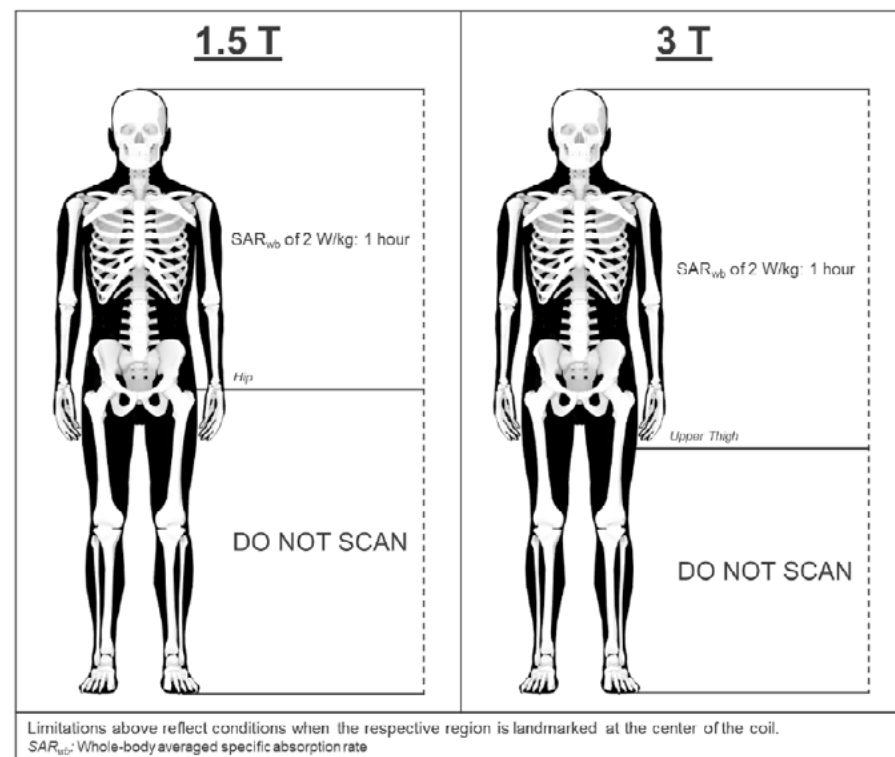 1.5 T
SARwb of 2 W/kg: 1 hour
Hip
DO NOT SCAN
3 T
SARwb of 2 W/kg: 1 hour
Upper Thigh
DO NOT SCAN
Limitations above reflect conditions when the respective region is landmarked at the center of the coil.
SARwb: Whole-body averaged specific absorption rate